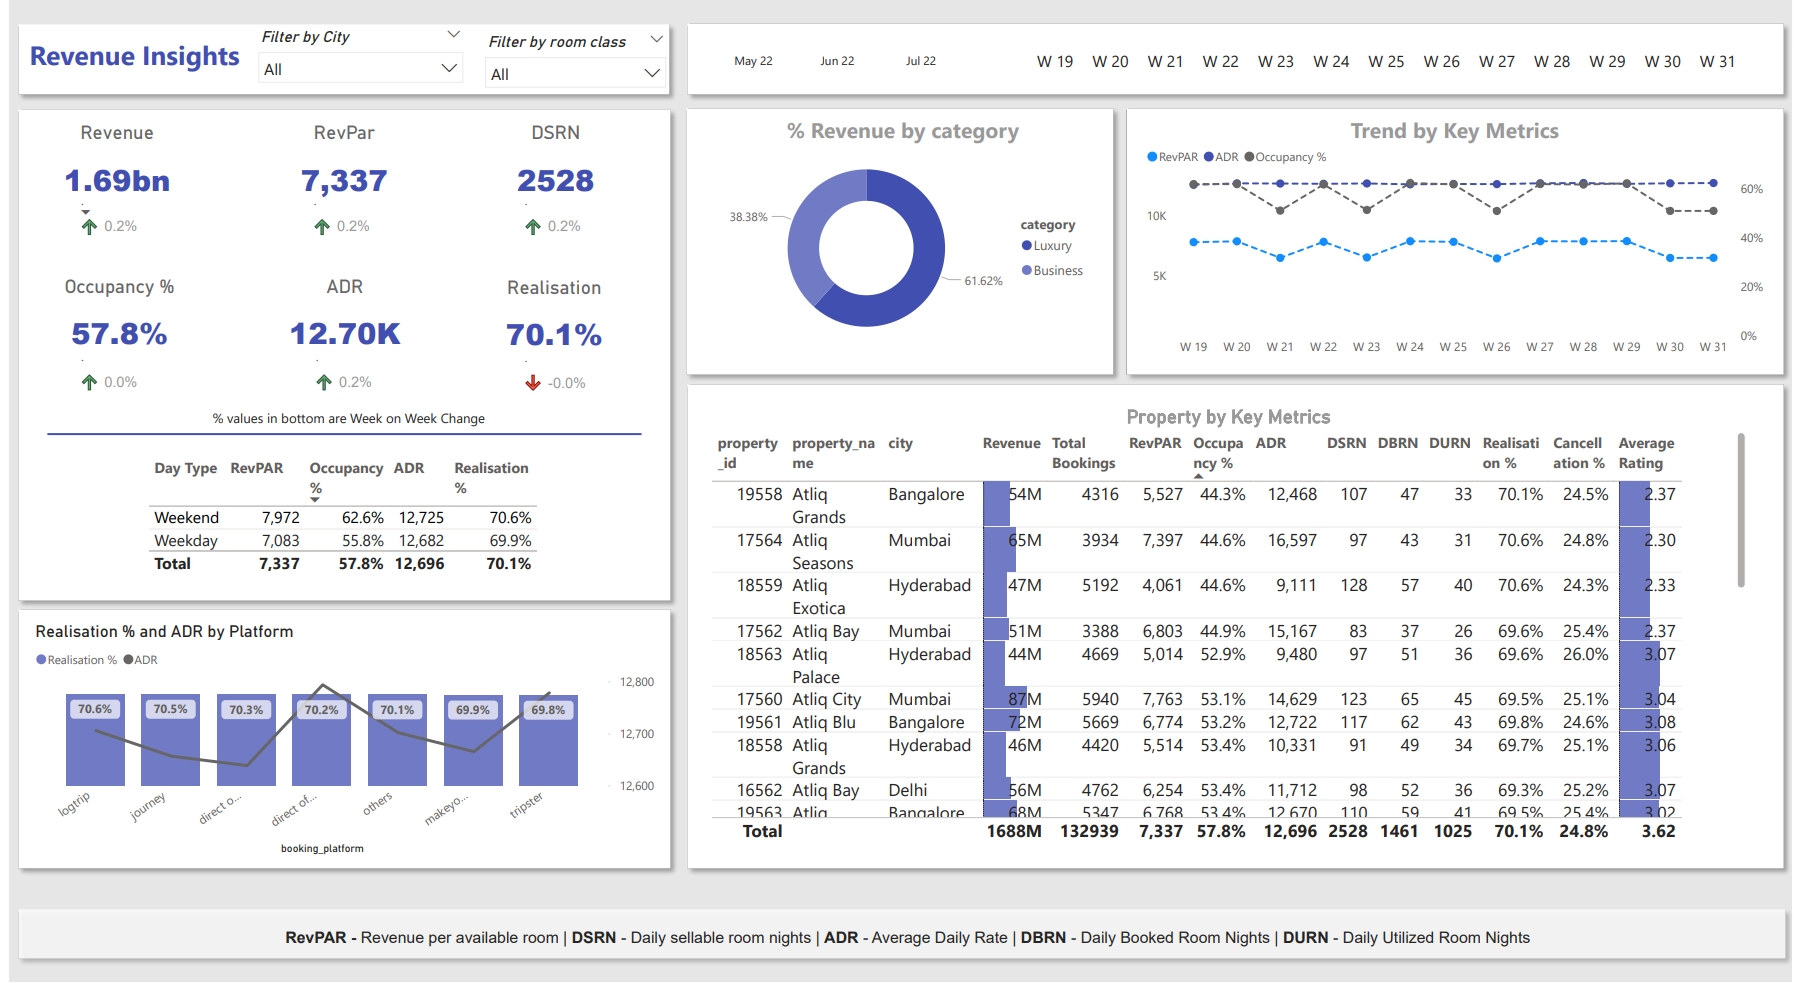 Revenue Insights
Filter by City
All
Filter by room class
All
May 22 Jun 22 Jul 22
W 19 W 20 W 21 W 22 W 23 W 24 W 25 W 26 W 27 W 28 W 29 W 30 W 31
Revenue RevPar DSRN
1.69bn 7,337 2528
0.2% 0.2% 0.2%
Occupancy % ADR Realisation
57.8% 12.70K 70.1%
0.0% 0.2% -0.0%
% values in bottom are Week on Week Change
Day Type RevPAR Occupancy % ADR Realisation %
Weekend 7,972 62.6% 12,725 70.6%
Weekday 7,083 55.8% 12,682 69.9%
Total 7,337 57.8% 12,696 70.1%
Realisation % and ADR by Platform
Realisation % ADR
12,800
70.6% 70.5% 70.3% 70.2% 70.1% 69.9% 69.8%
12,700
12,600
logtrip journey direct o... direct of... others makeyo... tripster
booking_platform
% Revenue by category
38.38%
61.62%
category
Luxury
Business
Trend by Key Metrics
RevPAR ADR Occupancy %
60%
10K
40%
5K
20%
0%
W 19 W 20 W 21 W 22 W 23 W 24 W 25 W 26 W 27 W 28 W 29 W 30 W 31
Property by Key Metrics
property property_na city Revenue Total RevPAR Occupa ADR DSRN DBRN DURN Realisati Cancell Average
_id me Bookings ncy % on % ation % Rating
19558 Atliq Bangalore 54M 4316 5,527 44.3% 12,468 107 47 33 70.1% 24.5% 2.37
Grands
17564 Atliq Mumbai 65M 3934 7,397 44.6% 16,597 97 43 31 70.6% 24.8% 2.30
Seasons
18559 Atliq Hyderabad 47M 5192 4,061 44.6% 9,111 128 57 40 70.6% 24.3% 2.33
Exotica
17562 Atliq Bay Mumbai 51M 3388 6,803 44.9% 15,167 83 37 26 69.6% 25.4% 2.37
18563 Atliq Hyderabad 44M 4669 5,014 52.9% 9,480 97 51 36 69.6% 26.0% 3.07
Palace
17560 Atliq City Mumbai 87M 5940 7,763 53.1% 14,629 123 65 45 69.5% 25.1% 3.04
19561 Atliq Blu Bangalore 72M 5669 6,774 53.2% 12,722 117 62 43 69.8% 24.6% 3.08
18558 Atliq Hyderabad 46M 4420 5,514 53.4% 10,331 91 49 34 69.7% 25.1% 3.06
Grands
16562 Atliq Bay Delhi 56M 4762 6,254 53.4% 11,712 98 52 36 69.3% 25.2% 3.07
19563 Atliq Bangalore 68M 5347 6,768 53.4% 12,670 110 59 41 69.5% 25.4% 3.02
Total 1688M 132939 7,337 57.8% 12,696 2528 1461 1025 70.1% 24.8% 3.62
RevPAR - Revenue per available room | DSRN - Daily sellable room nights | ADR - Average Daily Rate | DBRN - Daily Booked Room Nights | DURN - Daily Utilized Room Nights